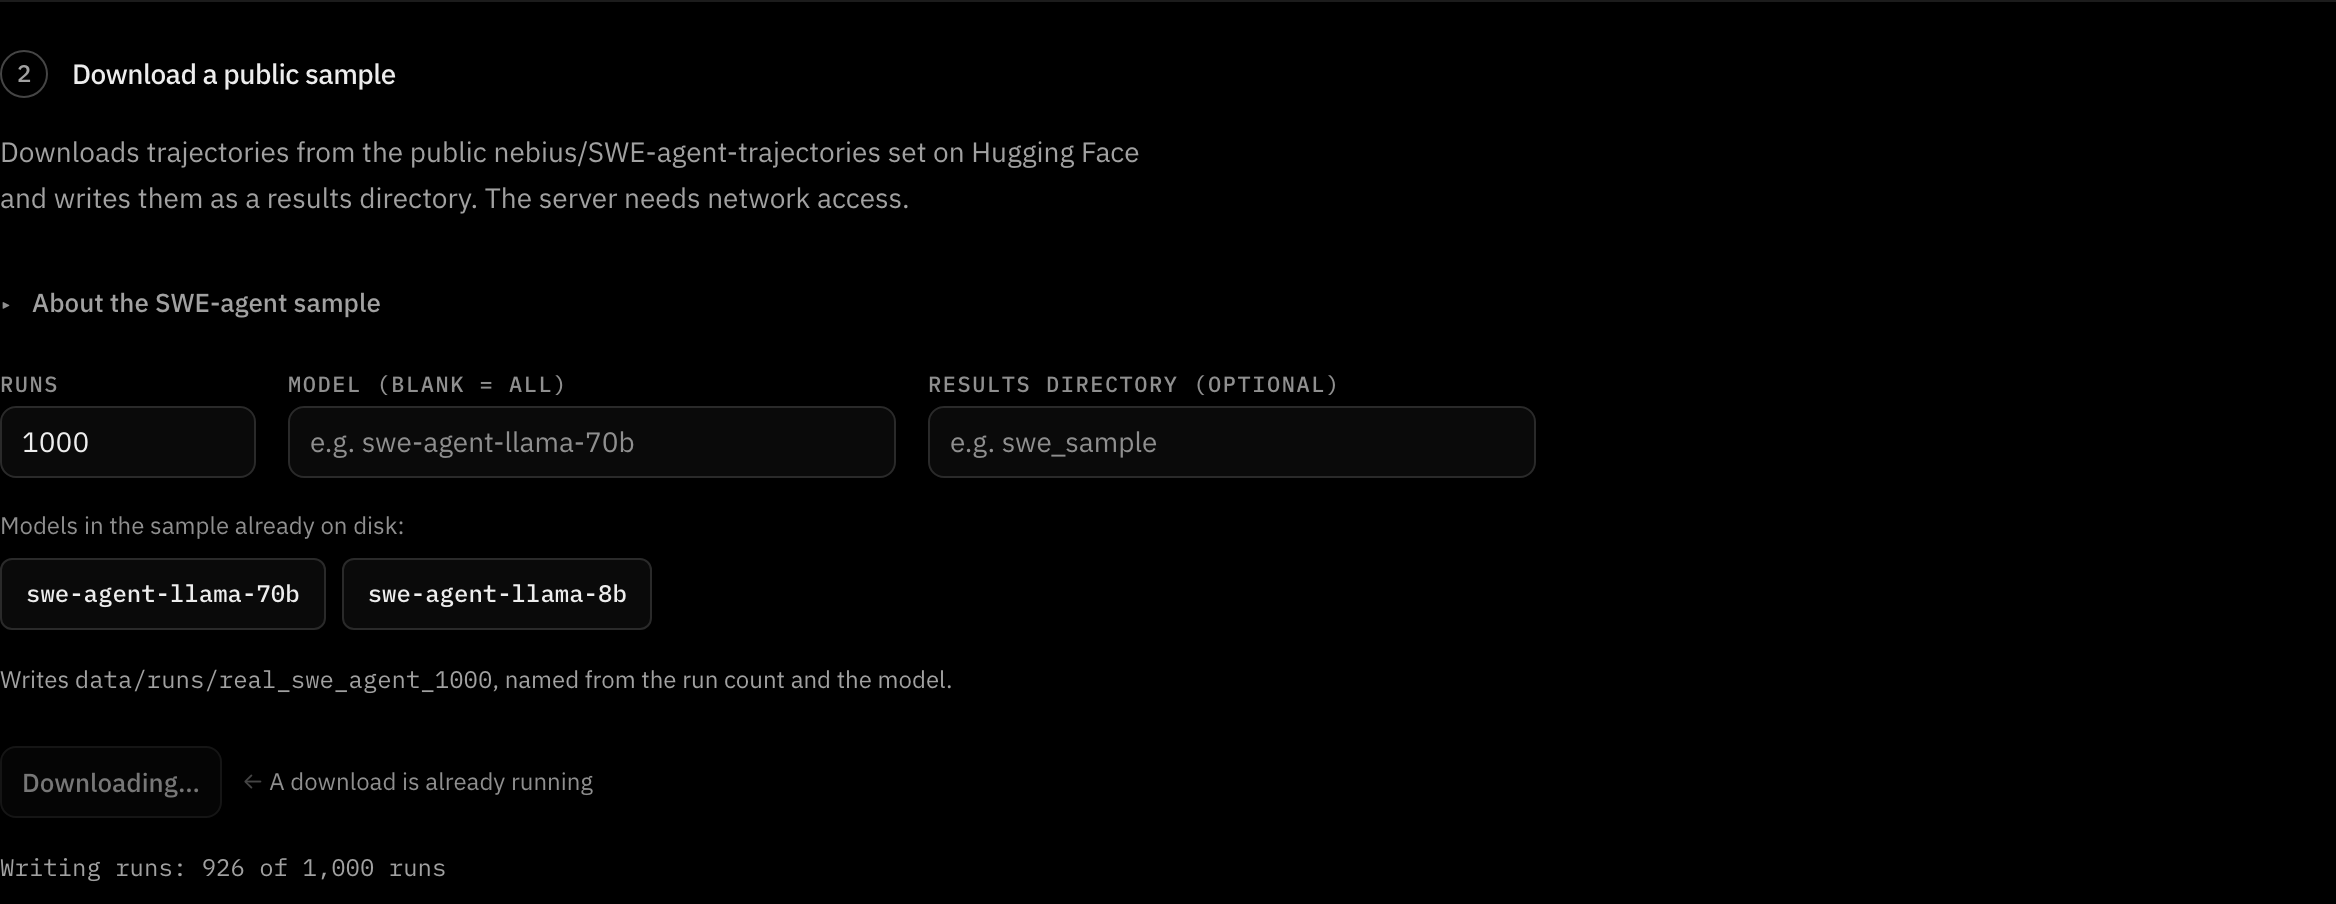 2 Download a public sample
Downloads trajectories from the public nebius/SWE-agent-trajectories set on Hugging Face
and writes them as a results directory. The server needs network access.
▸ About the SWE-agent sample
RUNS MODEL (BLANK = ALL) RESULTS DIRECTORY (OPTIONAL)
1000 e.g. swe-agent-llama-70b e.g. swe_sample
Models in the sample already on disk:
swe-agent-llama-70b swe-agent-llama-8b
Writes data/runs/real_swe_agent_1000, named from the run count and the model.
Downloading... ← A download is already running
Writing runs: 926 of 1,000 runs